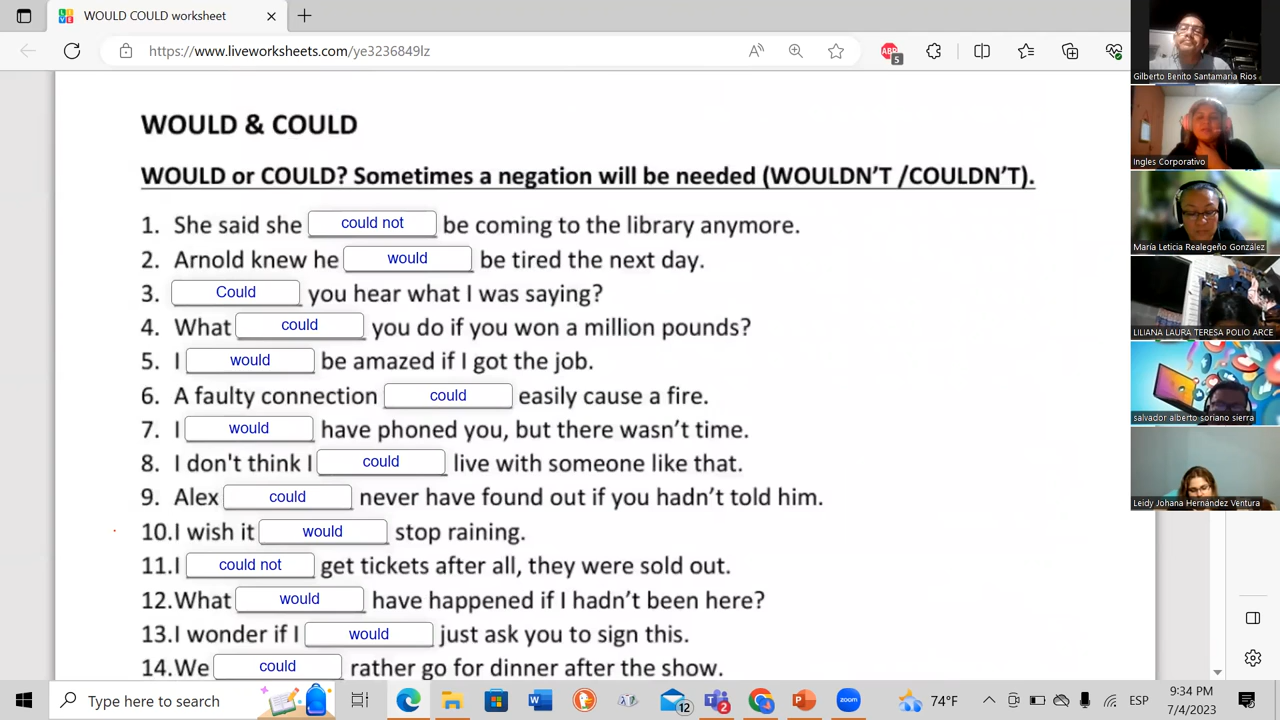 WOULD COULD worksheet
https://www.liveworksheets.com/ye3236849lz
WOULD & COULD
WOULD or COULD? Sometimes a negation will be needed (WOULDN'T /COULDN'T).
1. She said she could not be coming to the library anymore.
2. Arnold knew he would be tired the next day.
3. Could you hear what I was saying?
4. What could you do if you won a million pounds?
5. I would be amazed if I got the job.
6. A faulty connection could easily cause a fire.
7. I would have phoned you, but there wasn't time.
8. I don't think I could live with someone like that.
9. Alex could never have found out if you hadn't told him.
10.I wish it would stop raining.
11.I could not get tickets after all, they were sold out.
12.What would have happened if I hadn't been here?
13.I wonder if I would just ask you to sign this.
14.We could rather go for dinner after the show.
Gilberto Benito Santamaria Rios
Ingles Corporativo
María Leticia Realegeño González
LILIANA LAURA TERESA POLIO ARCE
salvador alberto soriano sierra
Leidy Johana Hernández Ventura
Type here to search
12
2
74°F
ESP
9:34 PM
7/4/2023
LIVE
ABP
5